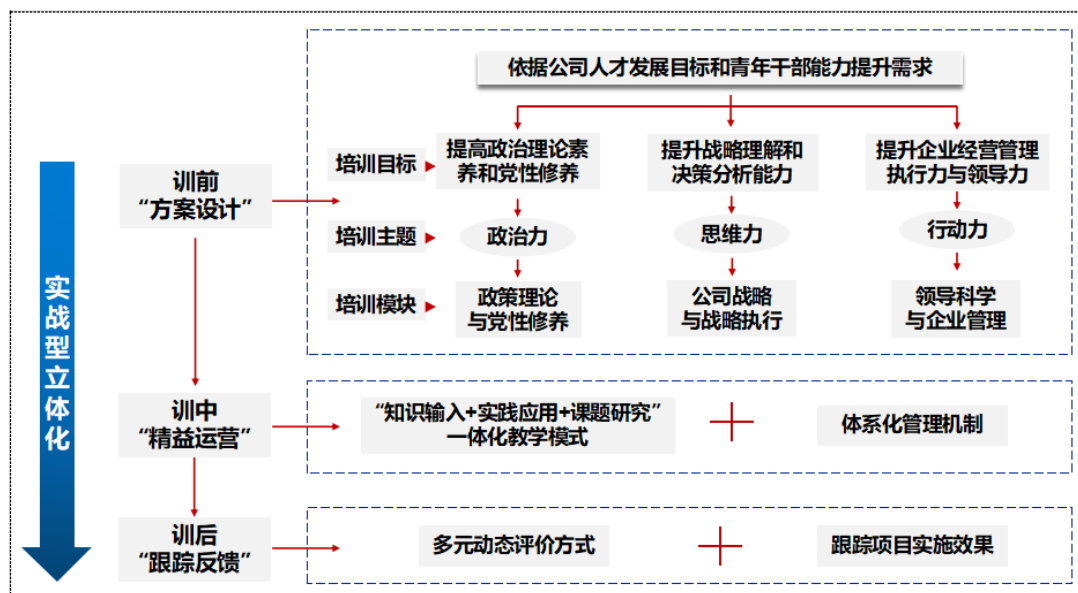 依据公司人才发展目标和青年干部能力提升需求
培训目标
提高政治理论素
养和党性修养
提升战略理解和
决策分析能力
提升企业经营管理
执行力与领导力
训前
“方案设计”
培训主题
政治力
思维力
行动力
培训模块
政策理论
与党性修养
公司战略
与战略执行
领导科学
与企业管理
实战型立体化
训中
“精益运营”
“知识输入+实践应用+课题研究”
一体化教学模式
体系化管理机制
训后
“跟踪反馈”
多元动态评价方式
跟踪项目实施效果